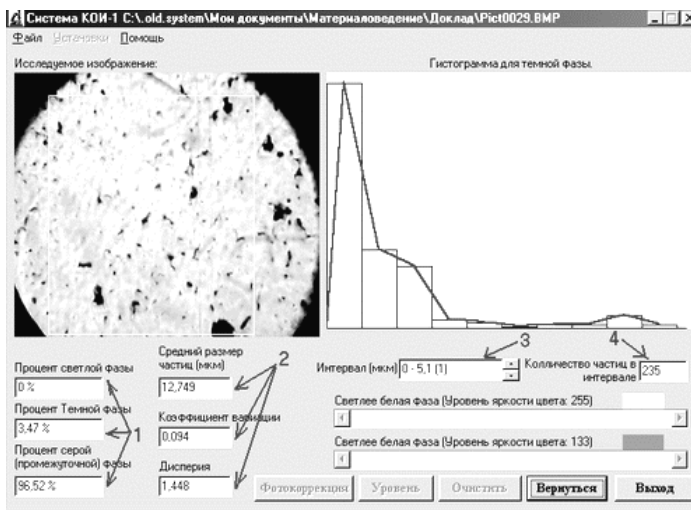 Система КОИ-1 C:\.old.system\Мои документы\Материаловедение\Доклад\Pict0029.BMP
Файл Установки Помощь
Исследуемое изображение:
Гистограмма для темной фазы.
3
4
Процент светлой фазы
0 %
Процент Темной фазы
3,47 %
Процент серой
(промежуточной) фазы
96,52 %
1
Средний размер
частиц (мкм)
12,749
Коэффициент вариации
0,094
Дисперия
1,448
2
Интервал (мкм) 0 - 5,1 (1)
Колличество частиц в
интервале 235
Светлее белая фаза (Уровень яркости цвета: 255)
Светлее белая фаза (Уровень яркости цвета: 133)
Фотокоррекция Уровень Очистить Вернуться Выход